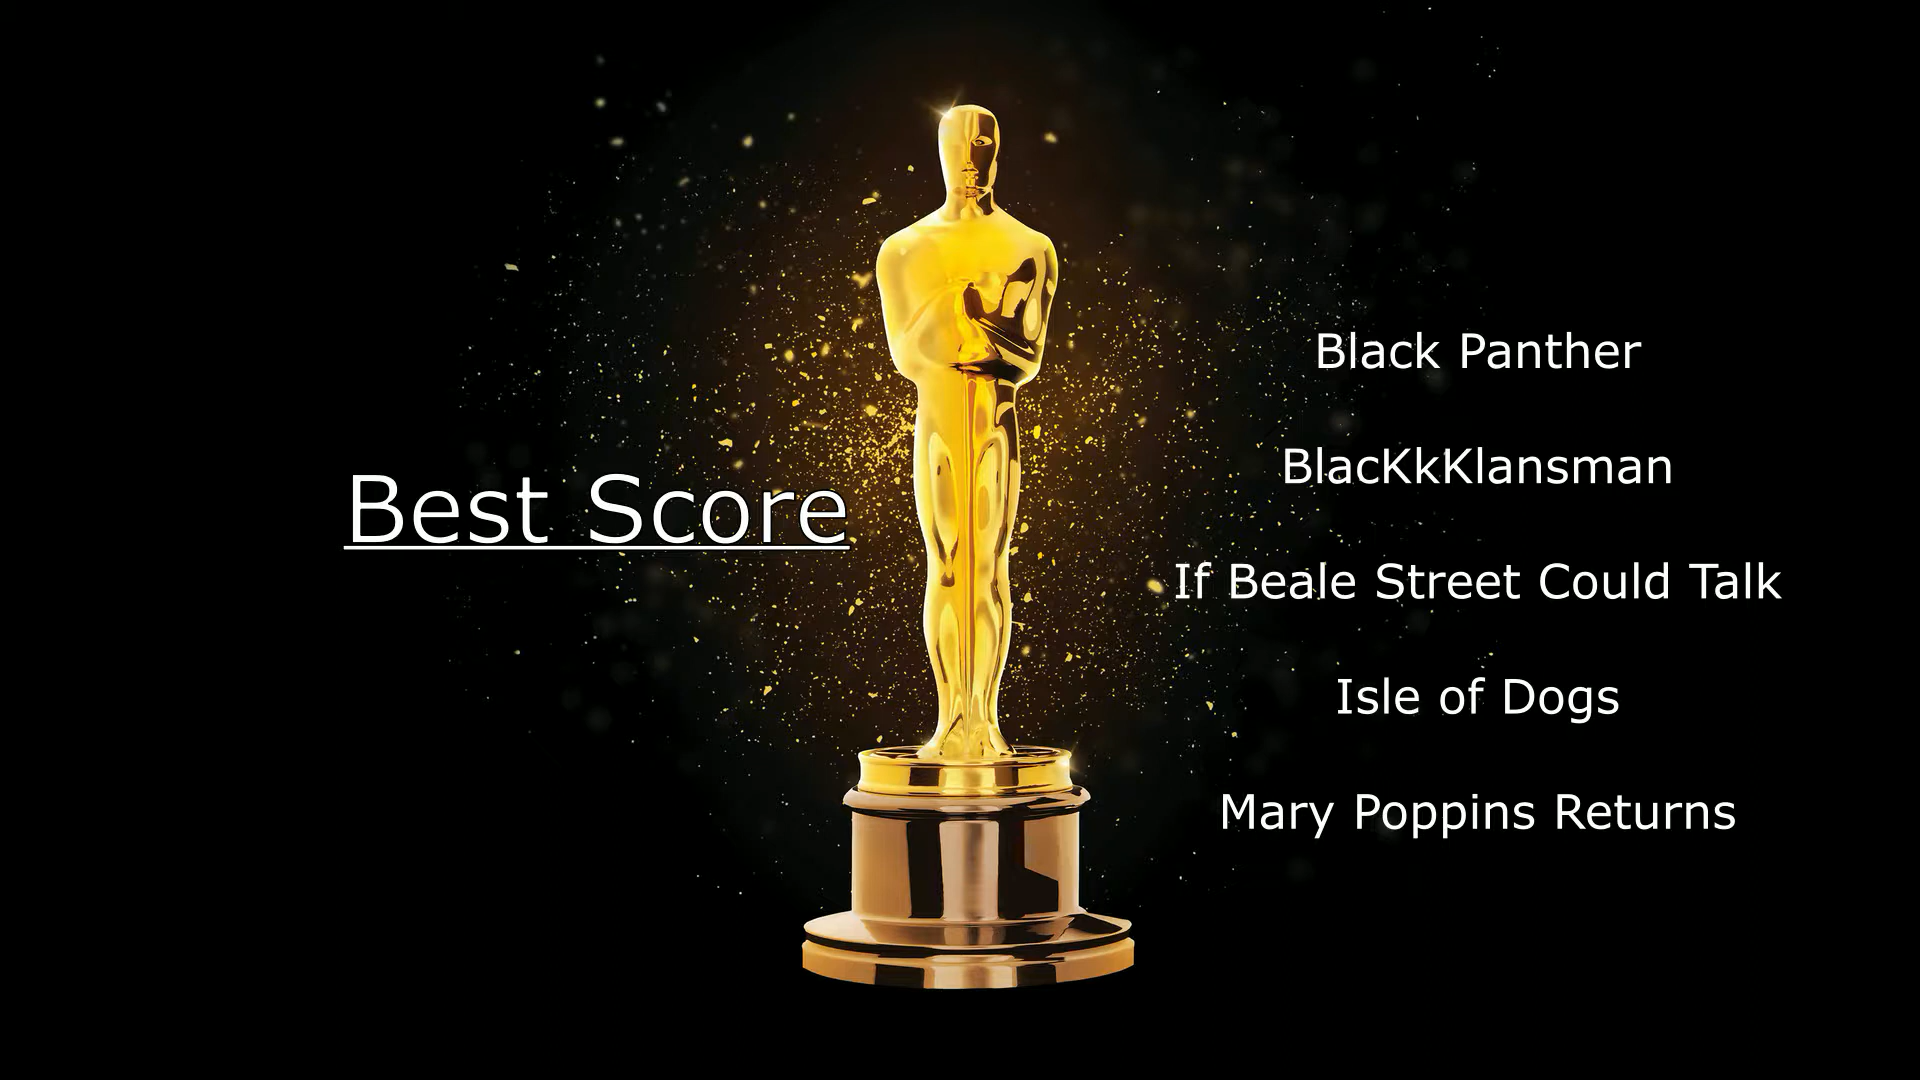 Best Score
Black Panther
BlacKkKlansman
If Beale Street Could Talk
Isle of Dogs
Mary Poppins Returns